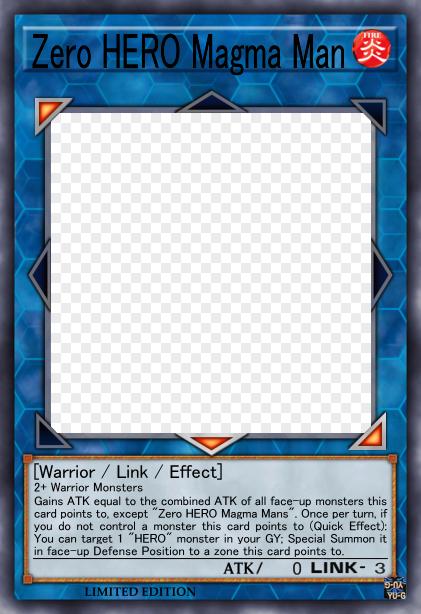 Zero HERO Magma Man
FIRE
炎
[Warrior / Link / Effect]
2+ Warrior Monsters
Gains ATK equal to the combined ATK of all face-up monsters this
card points to, except "Zero HERO Magma Mans". Once per turn, if
you do not control a monster this card points to (Quick Effect):
You can target 1 "HERO" monster in your GY; Special Summon it
in face-up Defense Position to a zone this card points to.
ATK/ 0 LINK- 3
LIMITED EDITION